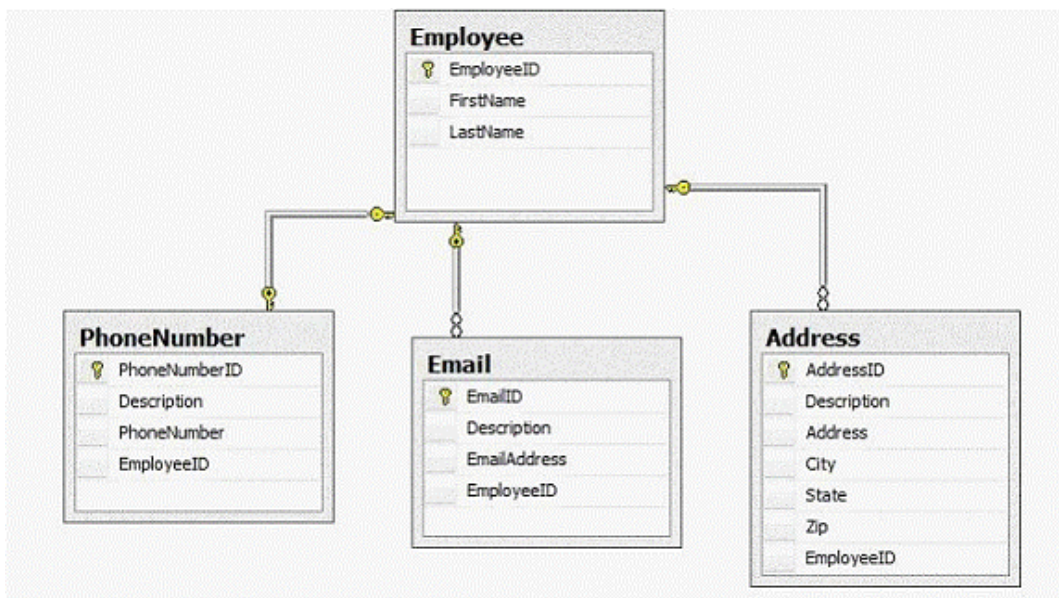 Employee
EmployeeID
FirstName
LastName
PhoneNumber
PhoneNumberID
Description
PhoneNumber
EmployeeID
Email
EmailID
Description
EmailAddress
EmployeeID
Address
AddressID
Description
Address
City
State
Zip
EmployeeID